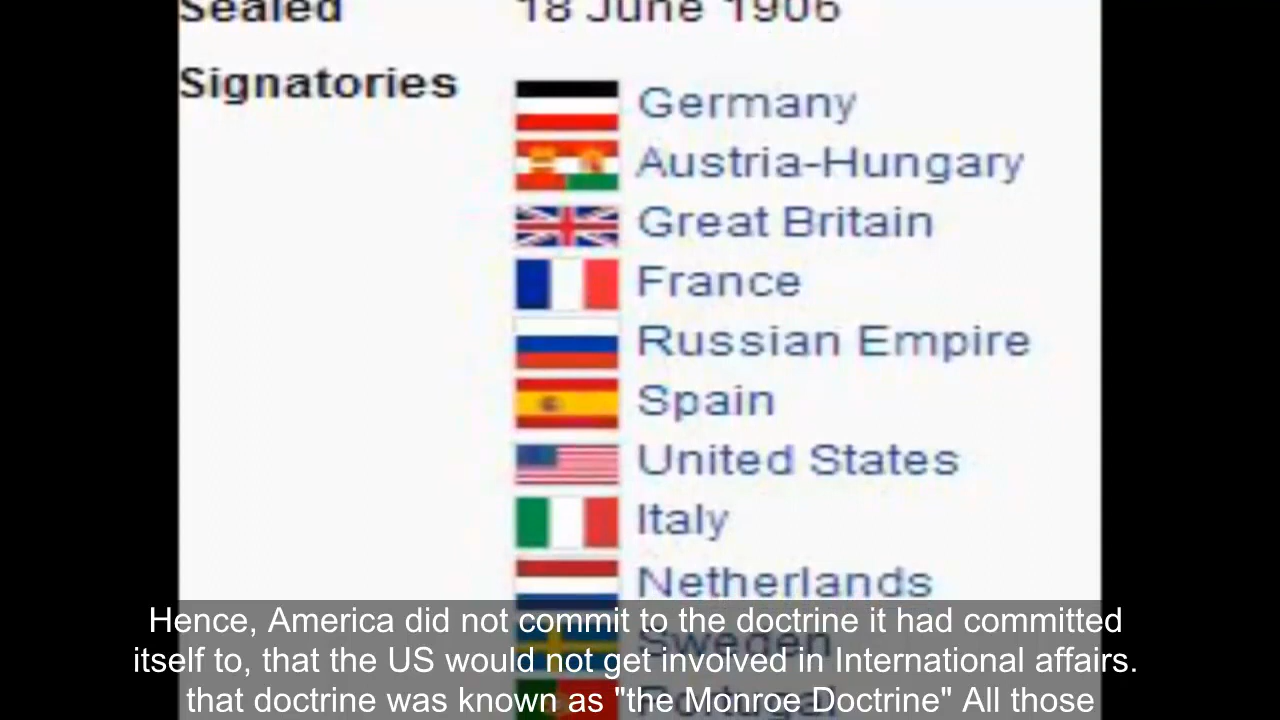 Sealed 18 June 1906
Signatories
Germany
Austria-Hungary
Great Britain
France
Russian Empire
Spain
United States
Italy
Netherlands
Sweden
Portugal
Hence, America did not commit to the doctrine it had committed
itself to, that the US would not get involved in International affairs.
that doctrine was known as "the Monroe Doctrine" All those